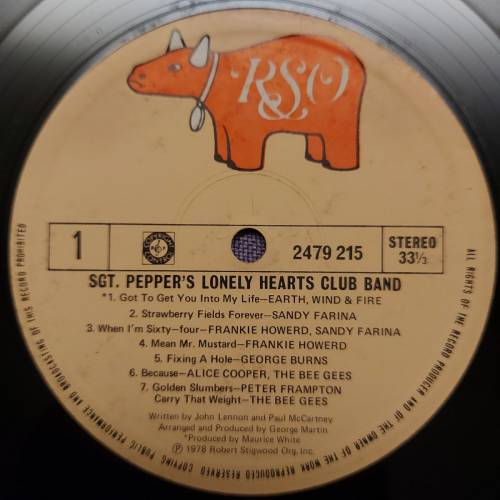 RSO
1
COPYRIGHT CONTROL
2479 215
STEREO
33⅓
SGT. PEPPER'S LONELY HEARTS CLUB BAND
*1. Got To Get You Into My Life—EARTH, WIND & FIRE
2. Strawberry Fields Forever—SANDY FARINA
3. When I'm Sixty—four—FRANKIE HOWERD, SANDY FARINA
4. Mean Mr. Mustard—FRANKIE HOWERD
5. Fixing A Hole—GEORGE BURNS
6. Because—ALICE COOPER, THE BEE GEES
7. Golden Slumbers—PETER FRAMPTON
Carry That Weight—THE BEE GEES
Written by John Lennon and Paul McCartney
Arranged and Produced by George Martin
*Produced by Maurice White
℗ 1978 Robert Stigwood Org. Inc.
ALL RIGHTS OF THE RECORD PRODUCER AND OF THE OWNER OF THE WORK REPRODUCED RESERVED COPYING PUBLIC PERFORMANCE AND BROADCASTING OF THIS RECORD PROHIBITED